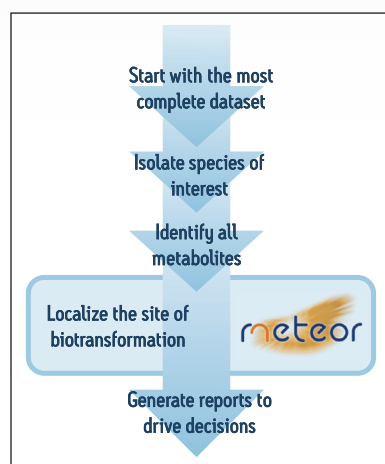 Start with the most
complete dataset
Isolate species of
interest
Identify all
metabolites
Localize the site of
biotransformation
meteor
Generate reports to
drive decisions